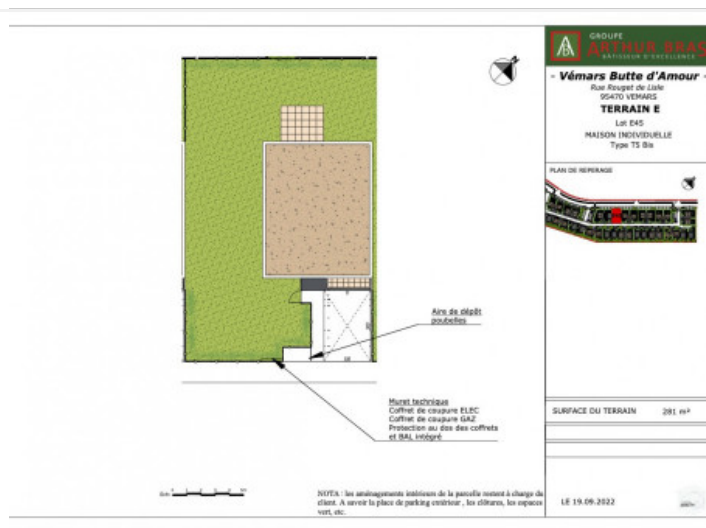 GROUPE
ARTHUR BRAS
BÂTISSEUR D'EXCELLENCE
- Vémars Butte d'Amour -
Rue Rouget de Lisle
95470 VEMARS
TERRAIN E
Lot E45
MAISON INDIVIDUELLE
Type T5 Bis
PLAN DE REPERAGE
Aire de dépôt
poubelles
Muret technique
Coffret de coupure ELEC
Coffret de coupure GAZ
Protection au dos des coffrets
et BAL intégré
SURFACE DU TERRAIN 281 m²
NOTA : les aménagements intérieurs de la parcelle restent à charge du
client. A savoir la place de parking extérieur , les clôtures, les espaces
vert, etc.
LE 19.09.2022